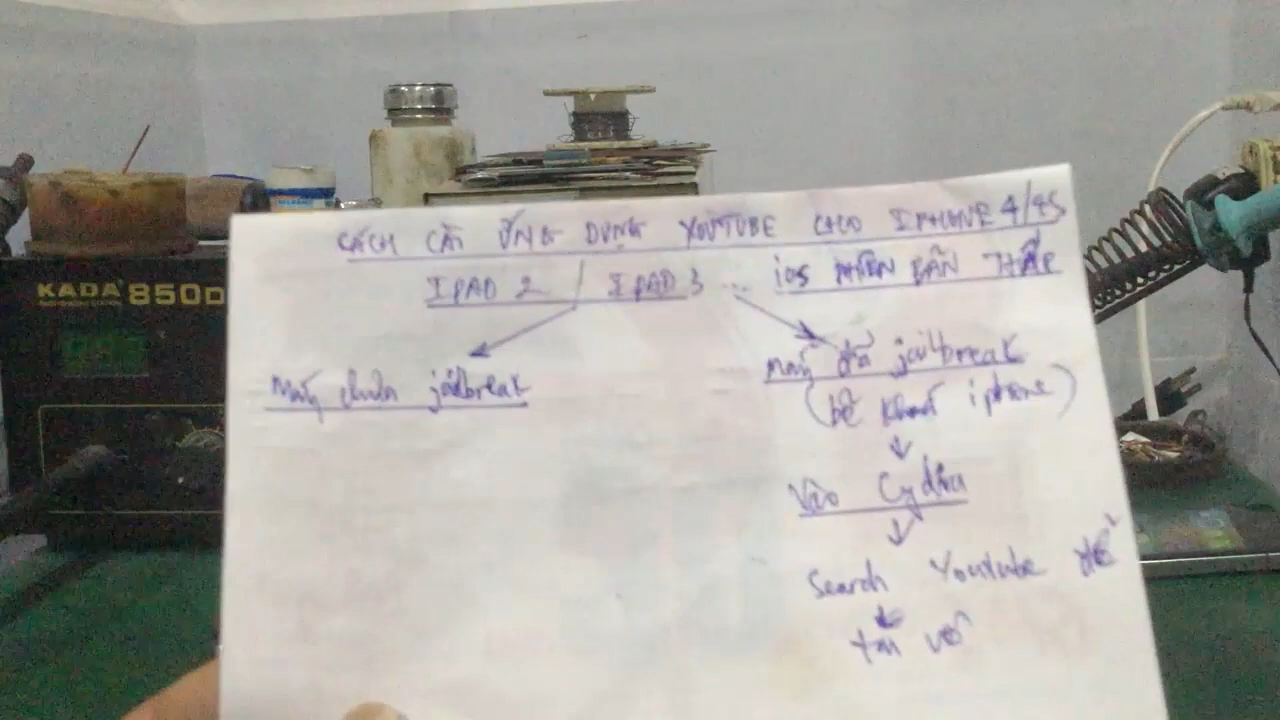 CÁCH CÀI ỨNG DỤNG YOUTUBE CHO IPHONE 4/4S
IPAD 2 / IPAD 3 ... iOS PHIÊN BẢN THẤP
Máy chưa jailbreak
Máy đã jailbreak
(bẻ khoá iphone)
Vào Cydia
Search Youtube để
tải về
KADA 850D